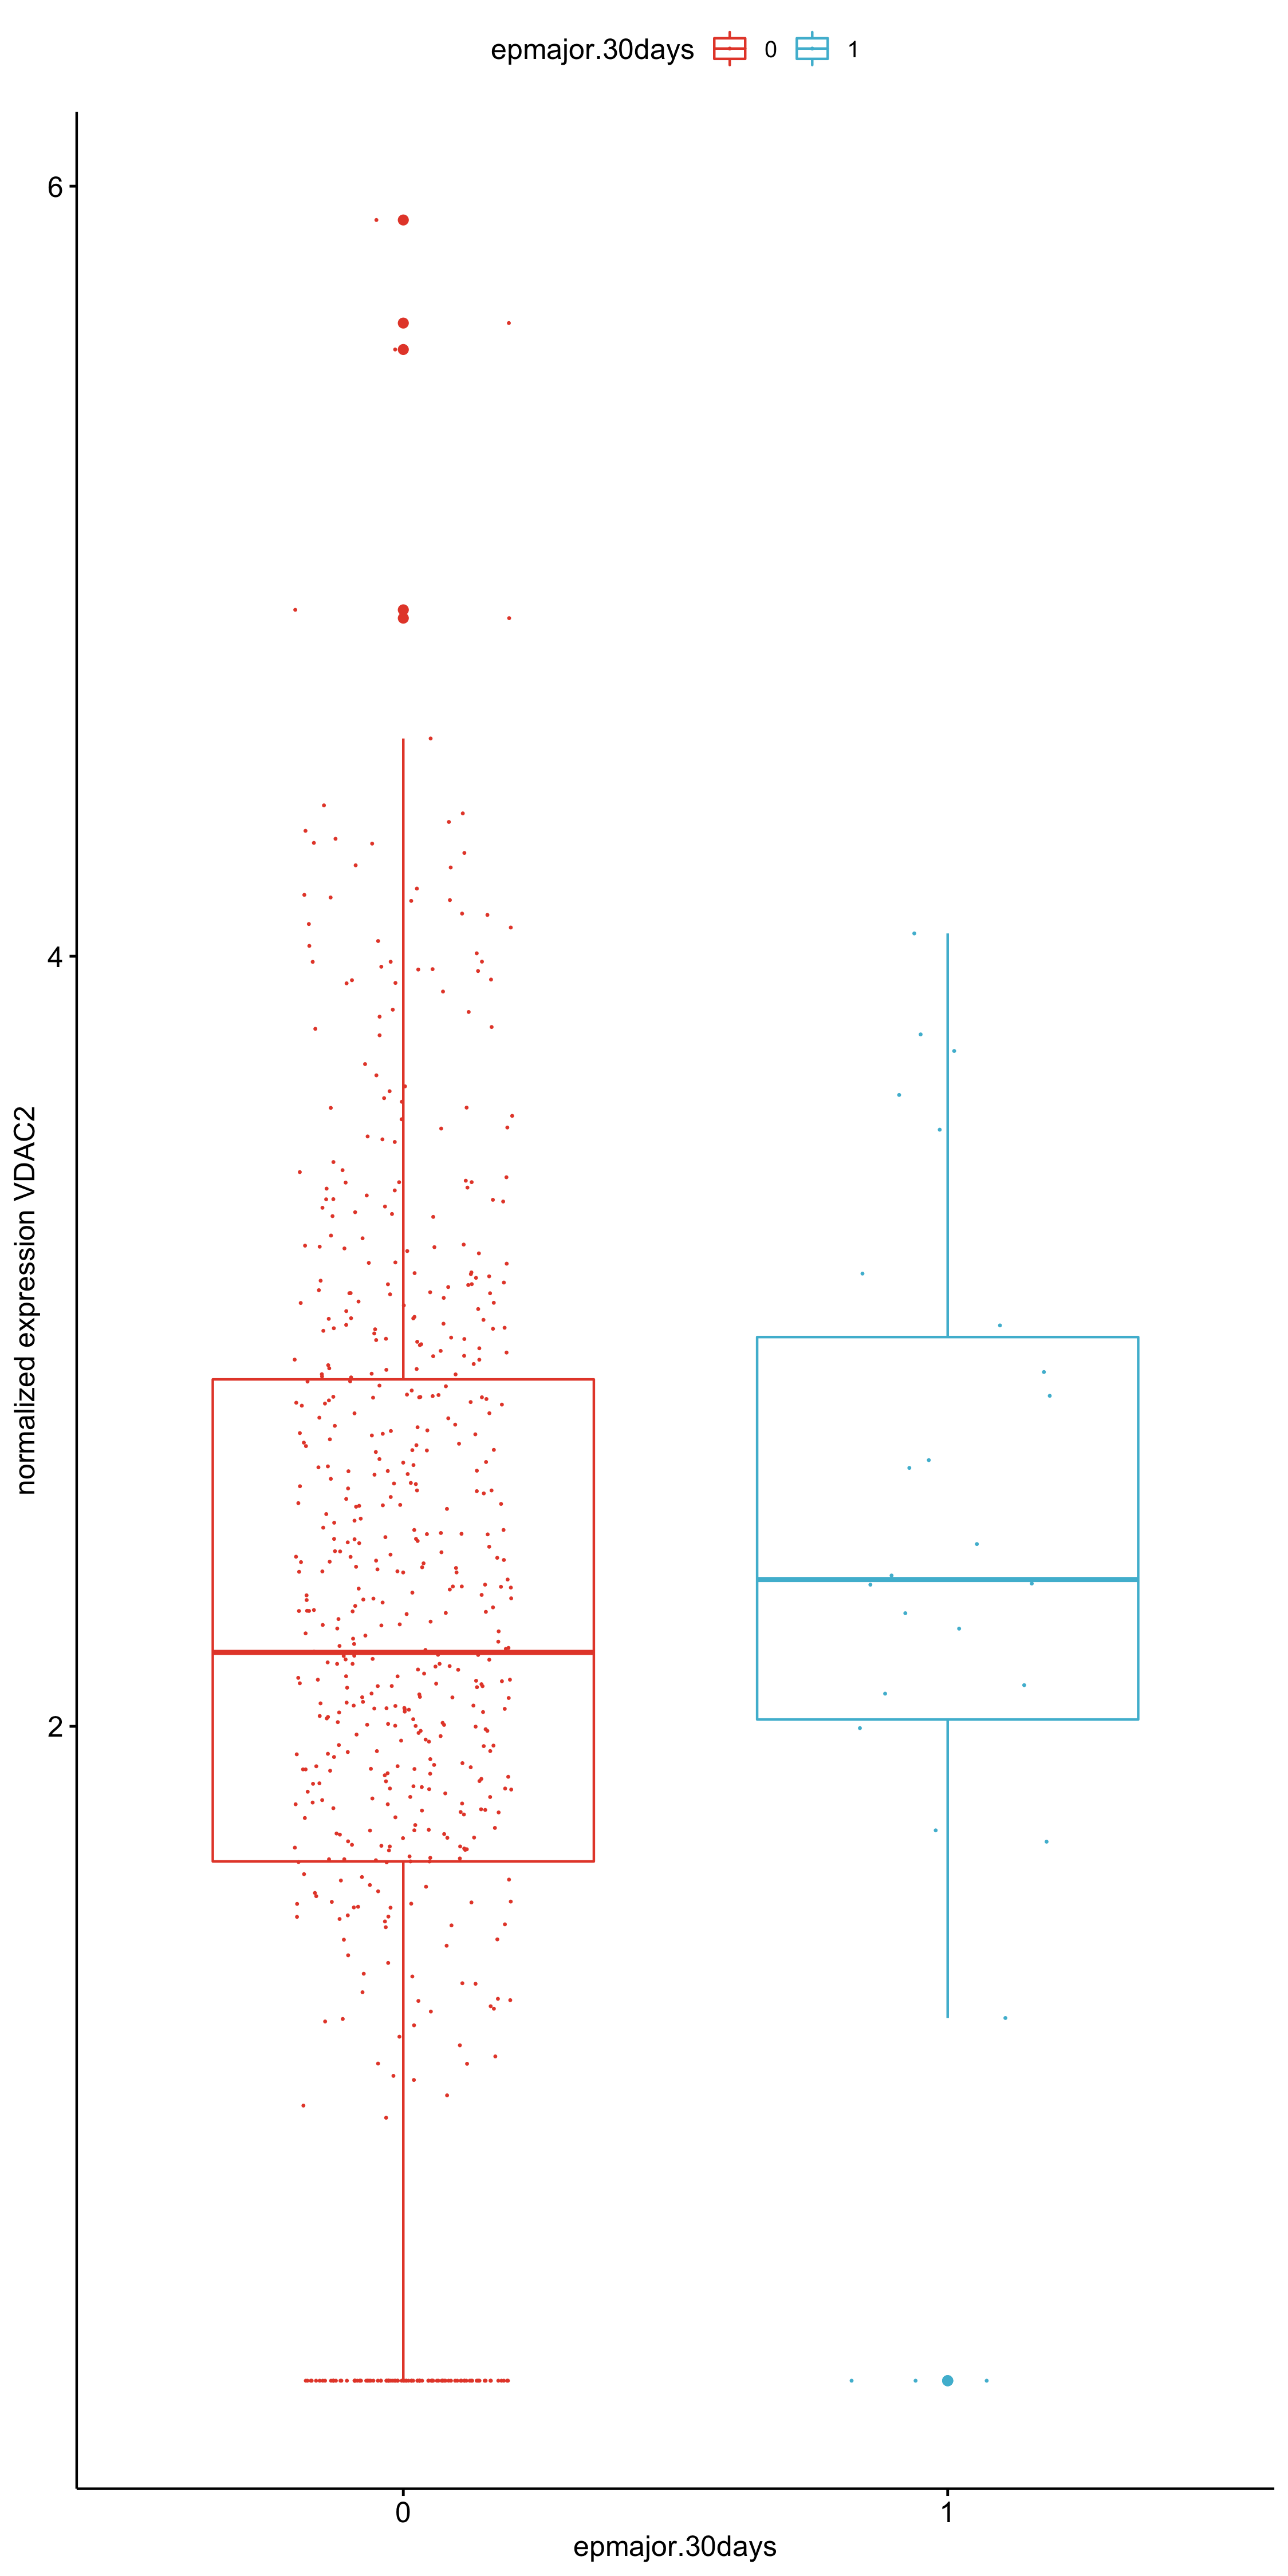 epmajor.30days 0 1
6
4
2
normalized expression VDAC2
0 1
epmajor.30days